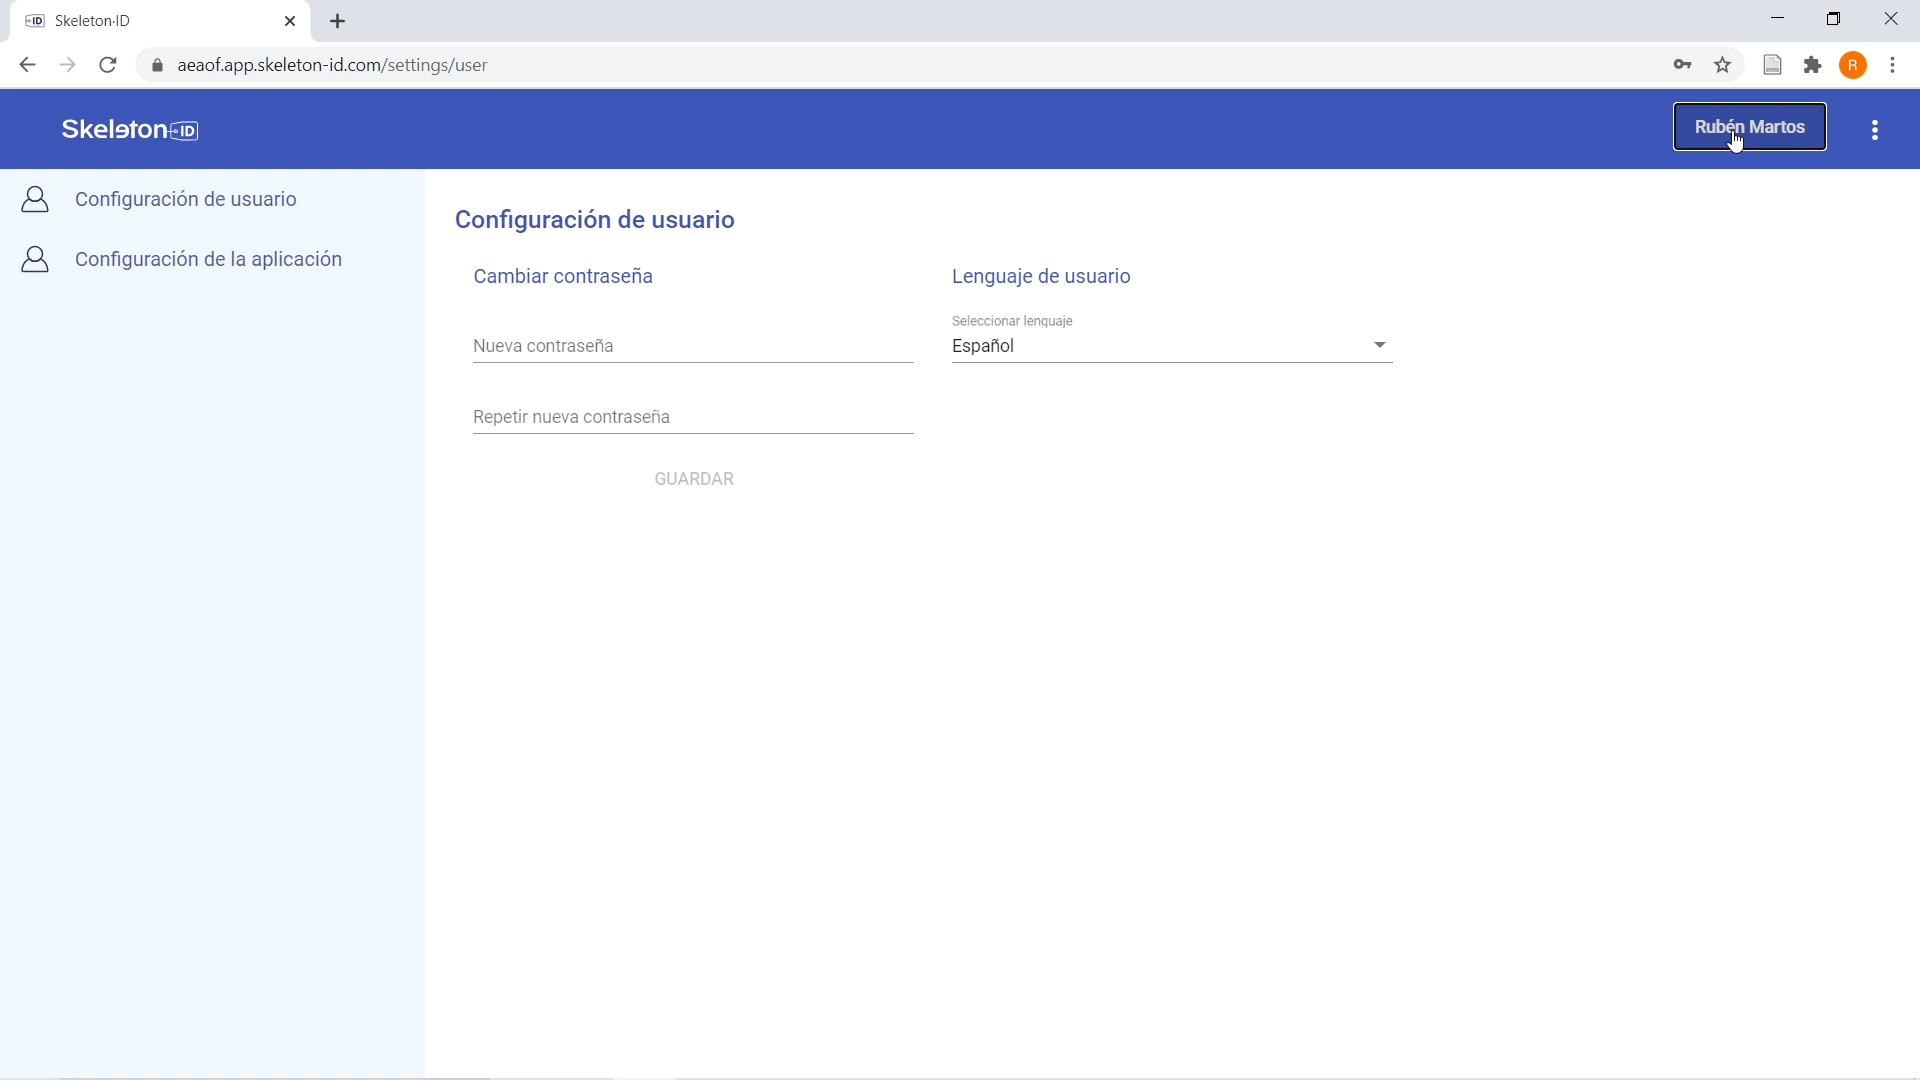 Skeleton·ID
aeaof.app.skeleton-id.com/settings/user
R
Skeleton ID
Rubén Martos
Configuración de usuario
Configuración de la aplicación
Configuración de usuario
Cambiar contraseña
Nueva contraseña
Repetir nueva contraseña
GUARDAR
Lenguaje de usuario
Seleccionar lenguaje
Español